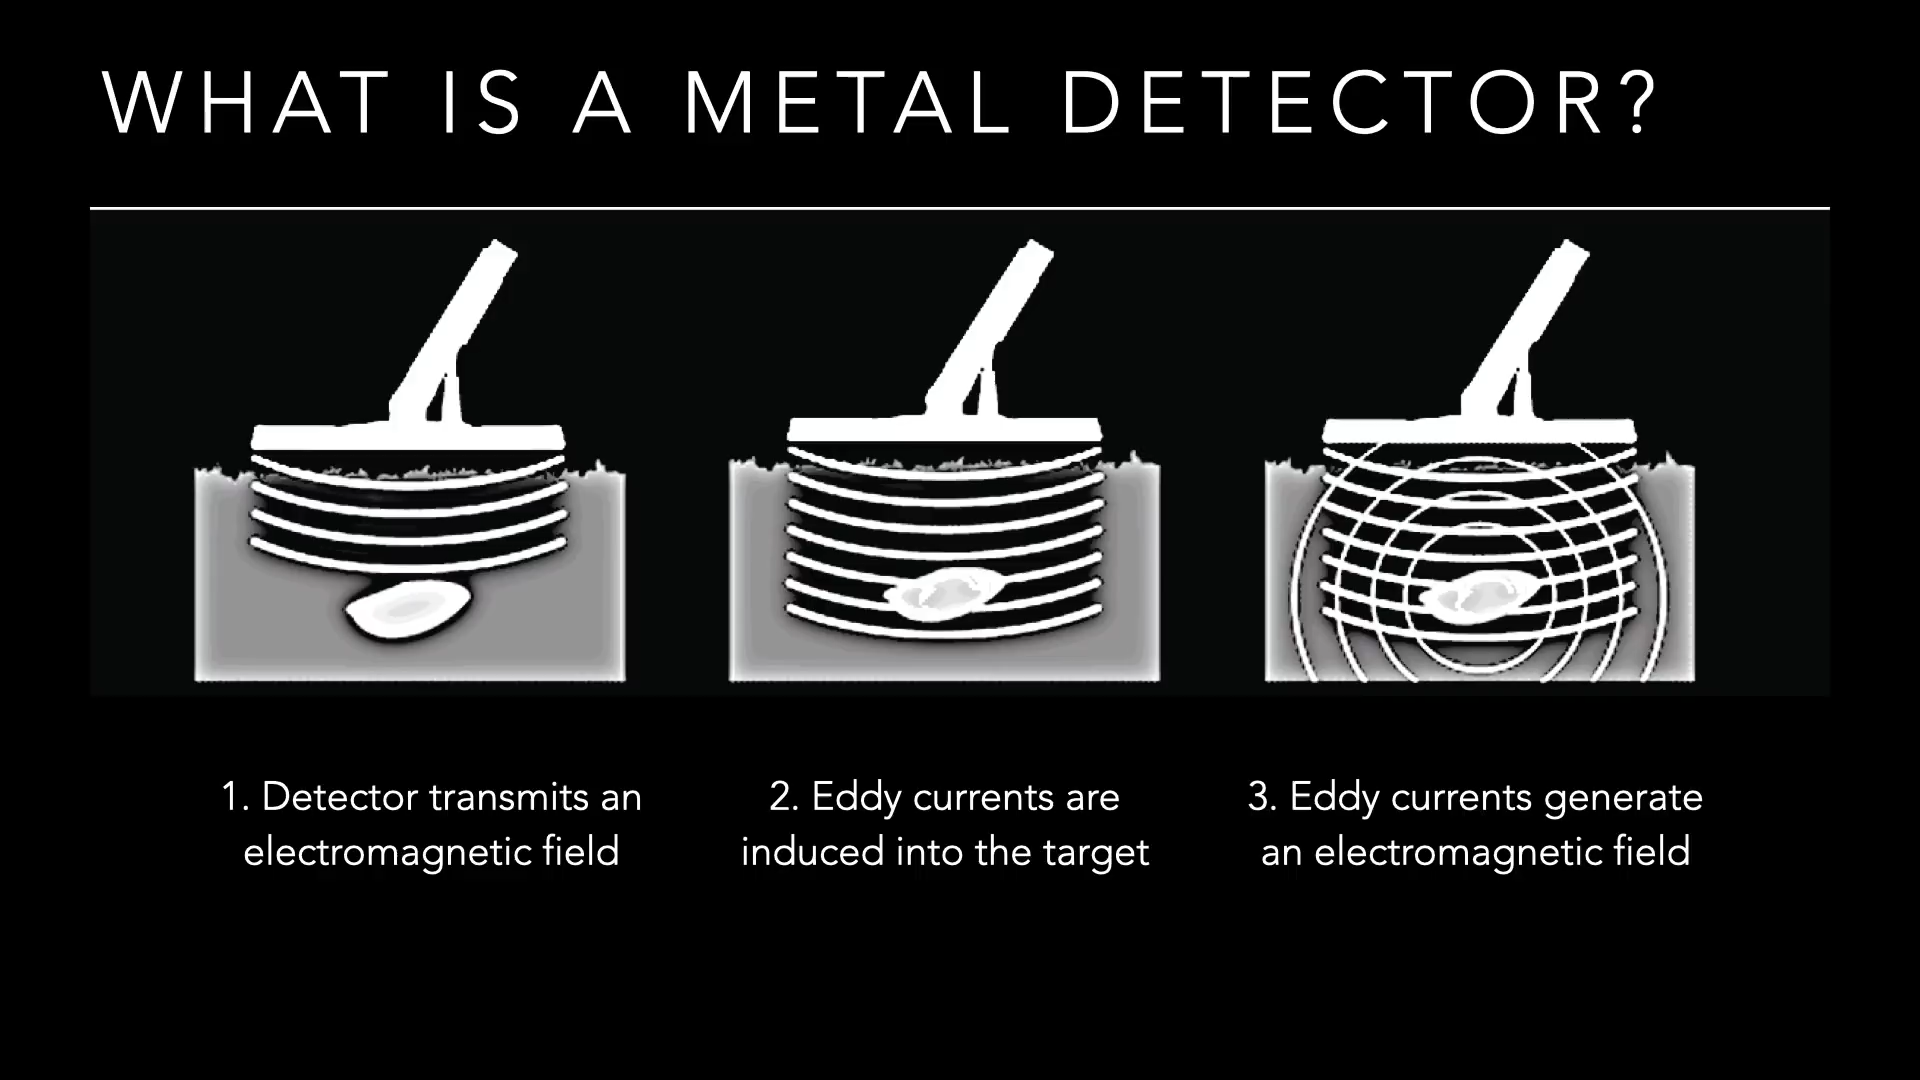 WHAT IS A METAL DETECTOR?
1. Detector transmits an
electromagnetic field
2. Eddy currents are
induced into the target
3. Eddy currents generate
an electromagnetic field